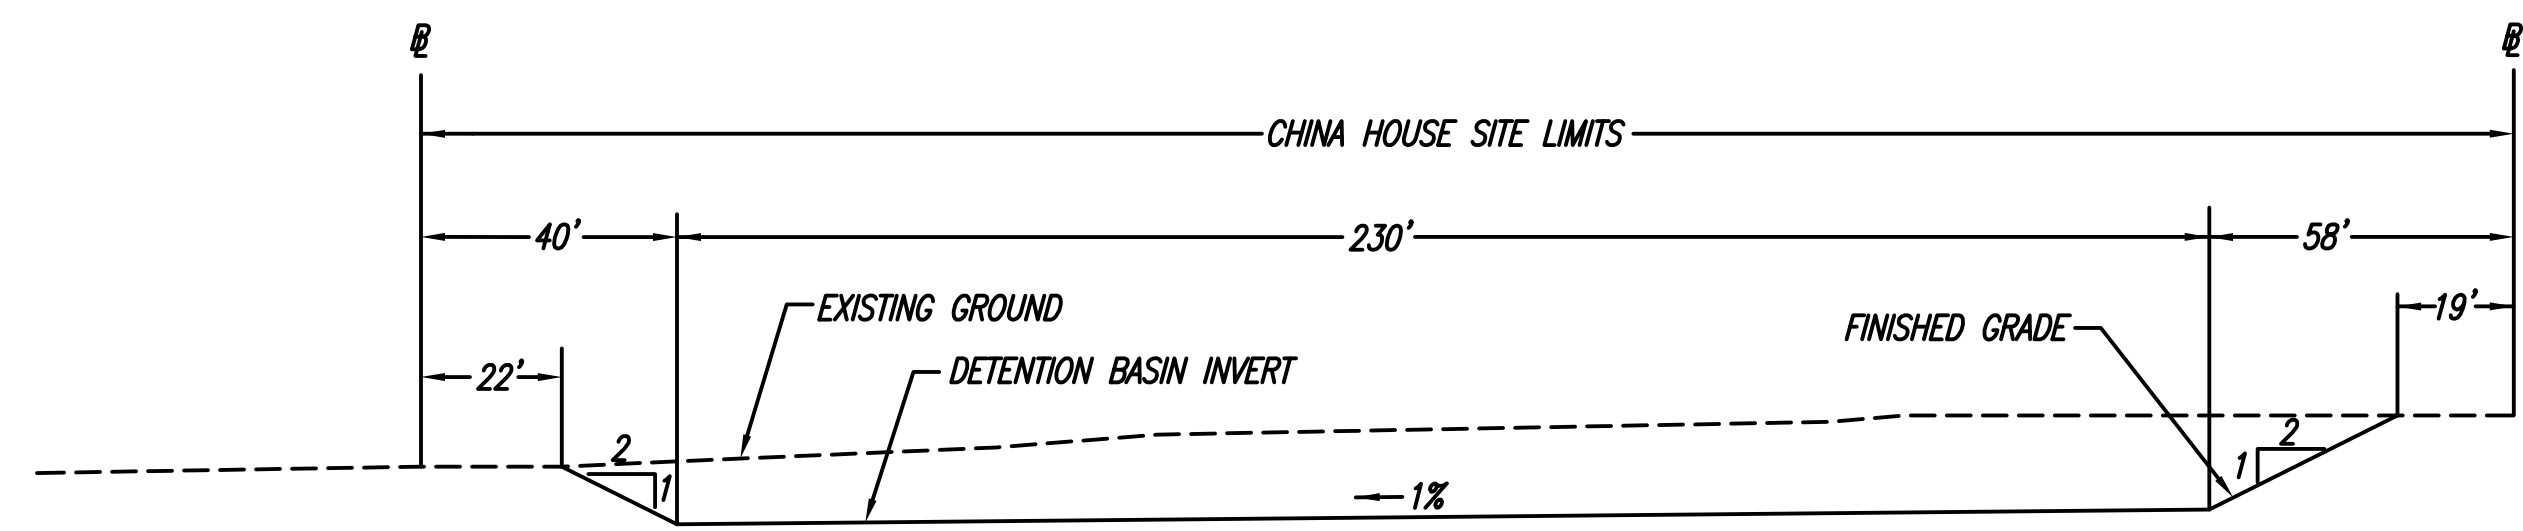 PL PL
CHINA HOUSE SITE LIMITS
40' 230' 58'
EXISTING GROUND
19'
FINISHED GRADE
DETENTION BASIN INVERT
22'
2
2
1
1
1%